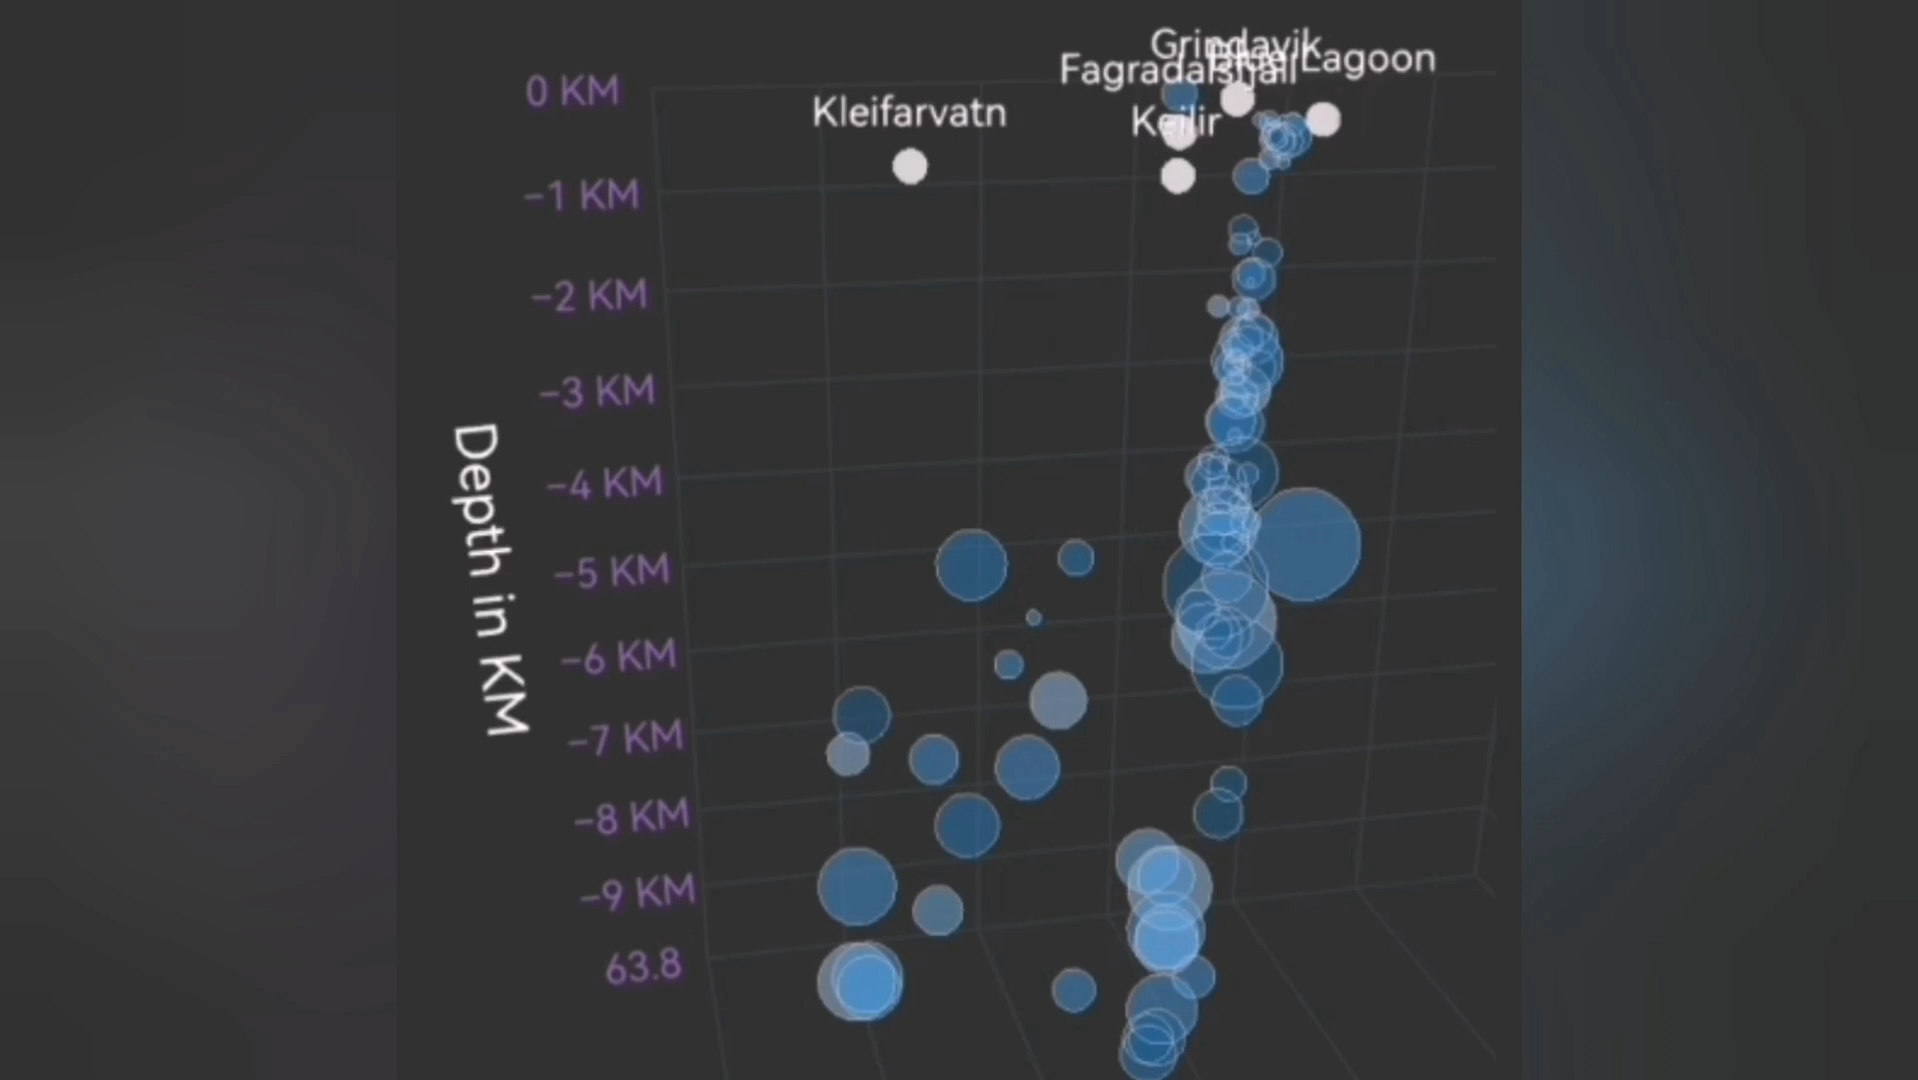 Grindavik
Blue Lagoon
Fagradalsfjall
0 KM
Kleifarvatn
Keilir
−1 KM
−2 KM
−3 KM
−4 KM
−5 KM
−6 KM
−7 KM
−8 KM
−9 KM
63.8
Depth in KM